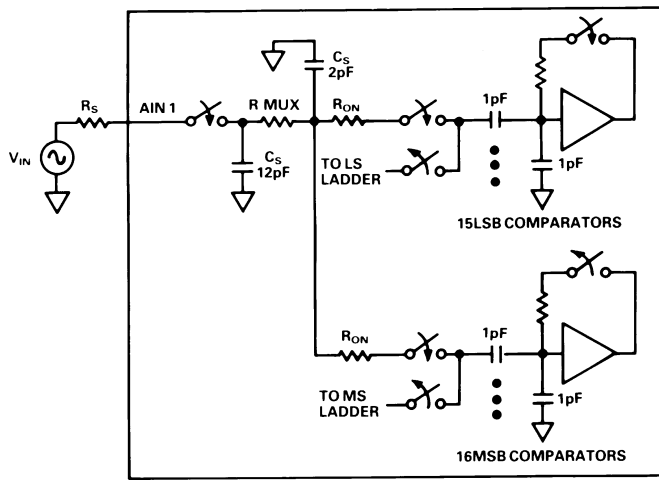 CS
2pF
RS
AIN 1
R MUX
RON
1pF
VIN
CS
12pF
TO LS
LADDER
1pF
15LSB COMPARATORS
RON
1pF
TO MS
LADDER
1pF
16MSB COMPARATORS